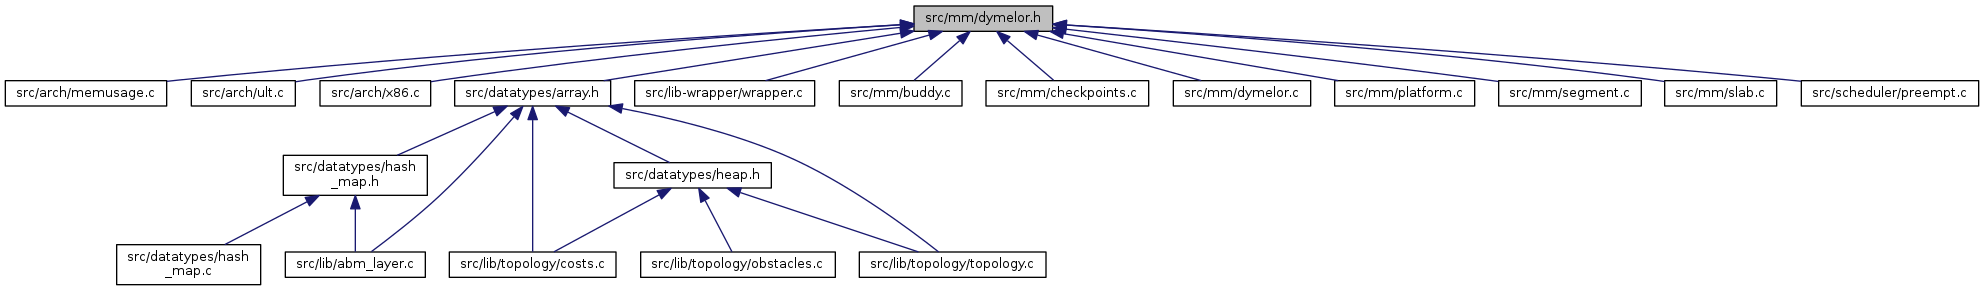 src/mm/dymelor.h
src/arch/memusage.c
src/arch/ult.c
src/arch/x86.c
src/datatypes/array.h
src/lib-wrapper/wrapper.c
src/mm/buddy.c
src/mm/checkpoints.c
src/mm/dymelor.c
src/mm/platform.c
src/mm/segment.c
src/mm/slab.c
src/scheduler/preempt.c
src/datatypes/hash
_map.h
src/datatypes/heap.h
src/datatypes/hash
_map.c
src/lib/abm_layer.c
src/lib/topology/costs.c
src/lib/topology/obstacles.c
src/lib/topology/topology.c